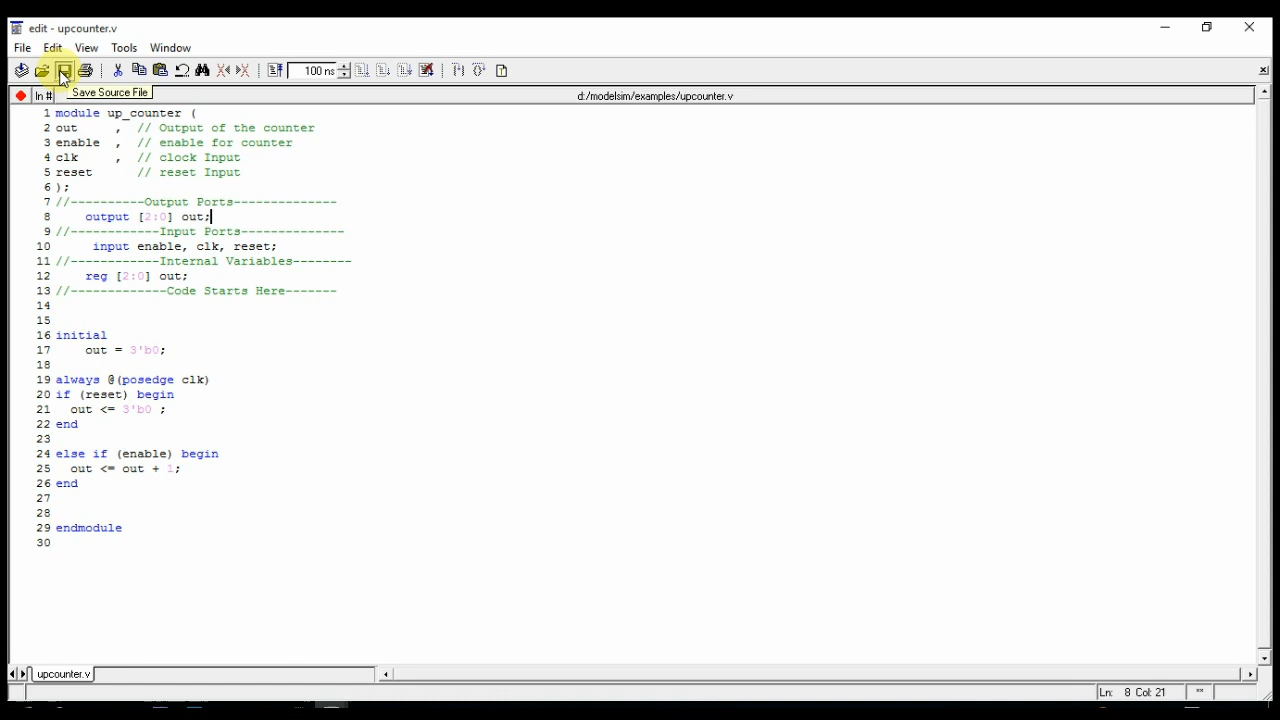 edit - upcounter.v
File Edit View Tools Window
100 ns
Save Source File
ln # d:/modelsim/examples/upcounter.v
1 module up_counter (
2 out     ,  // Output of the counter
3 enable  ,  // enable for counter
4 clk     ,  // clock Input
5 reset      // reset Input
6 );
7 //----------Output Ports--------------
8     output [2:0] out;
9 //------------Input Ports--------------
10      input enable, clk, reset;
11 //------------Internal Variables--------
12     reg [2:0] out;
13 //-------------Code Starts Here-------
14
15
16 initial
17     out = 3'b0;
18
19 always @(posedge clk)
20 if (reset) begin
21   out <= 3'b0 ;
22 end
23
24 else if (enable) begin
25   out <= out + 1;
26 end
27
28
29 endmodule
30
upcounter.v
Ln: 8 Col: 21